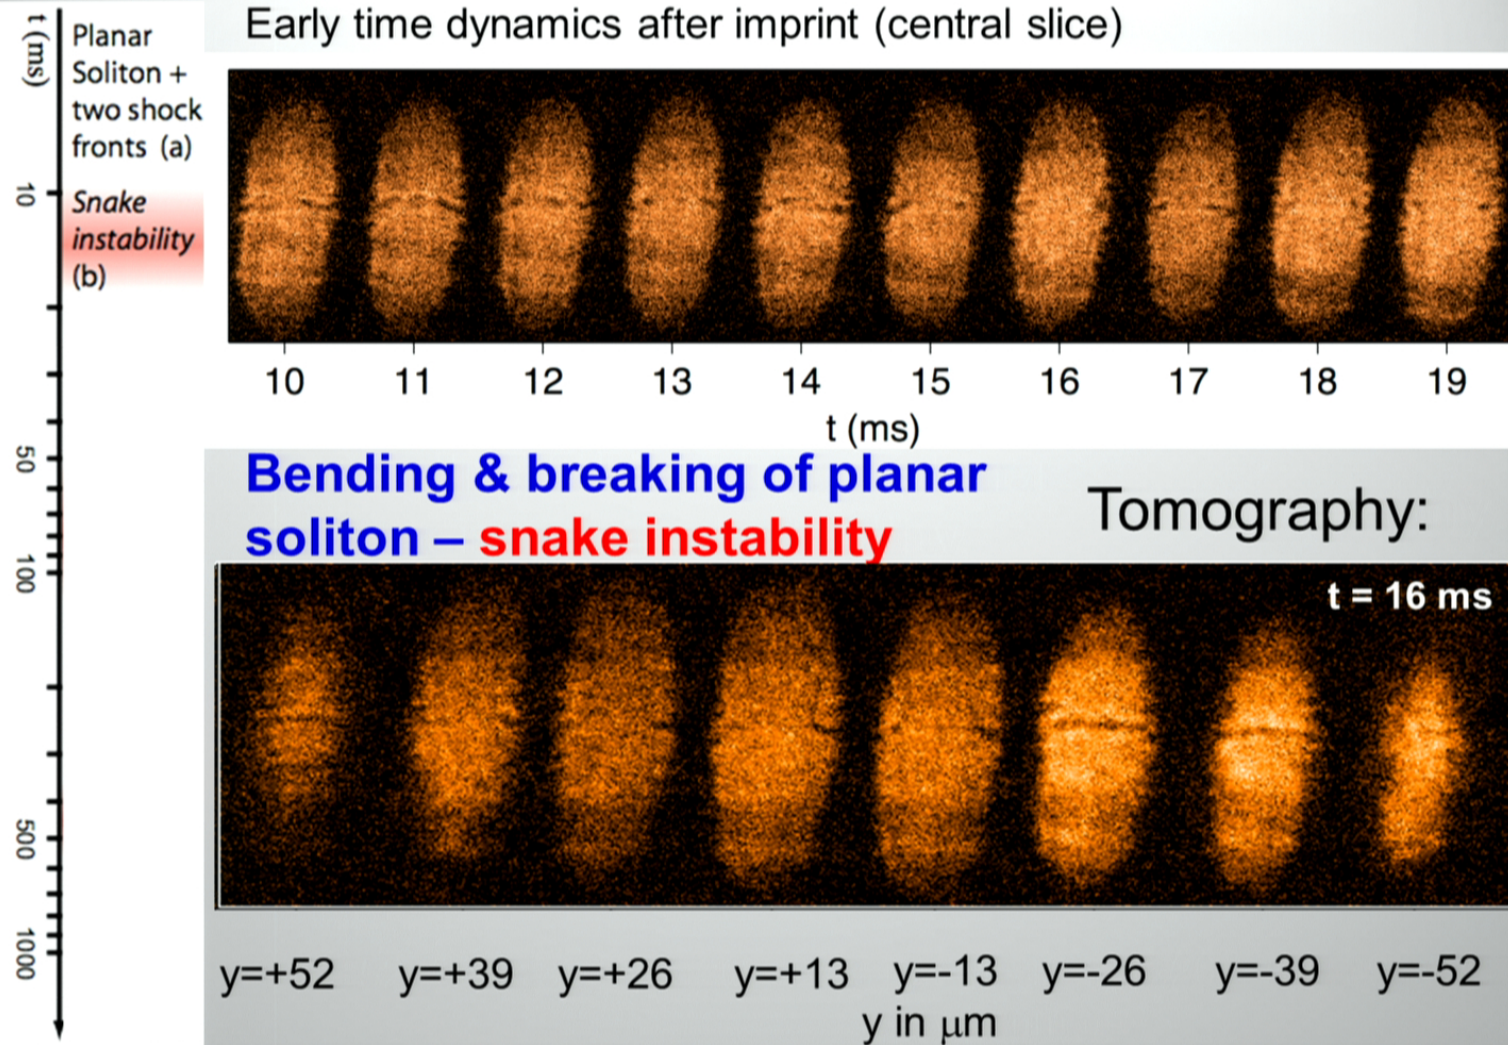 t (ms)
Planar
Soliton +
two shock
fronts (a)
10
Snake
instability
(b)
50
100
500
1000
Early time dynamics after imprint (central slice)
10 11 12 13 14 15 16 17 18 19
t (ms)
Bending & breaking of planar
soliton – snake instability
Tomography:
t = 16 ms
y=+52 y=+39 y=+26 y=+13 y=-13 y=-26 y=-39 y=-52
y in μm